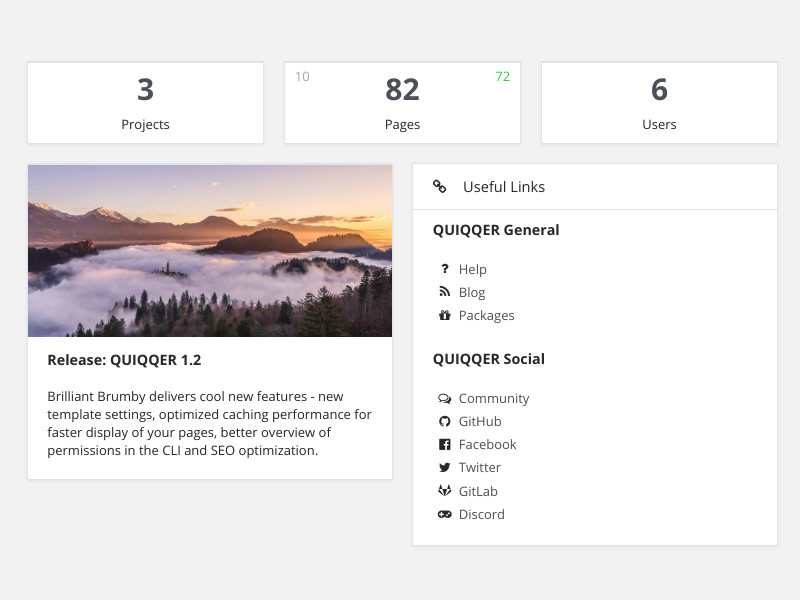 3
Projects
10
82
72
Pages
6
Users
Release: QUIQQER 1.2
Brilliant Brumby delivers cool new features - new
template settings, optimized caching performance for
faster display of your pages, better overview of
permissions in the CLI and SEO optimization.
Useful Links
QUIQQER General
Help
Blog
Packages
QUIQQER Social
Community
GitHub
Facebook
Twitter
GitLab
Discord